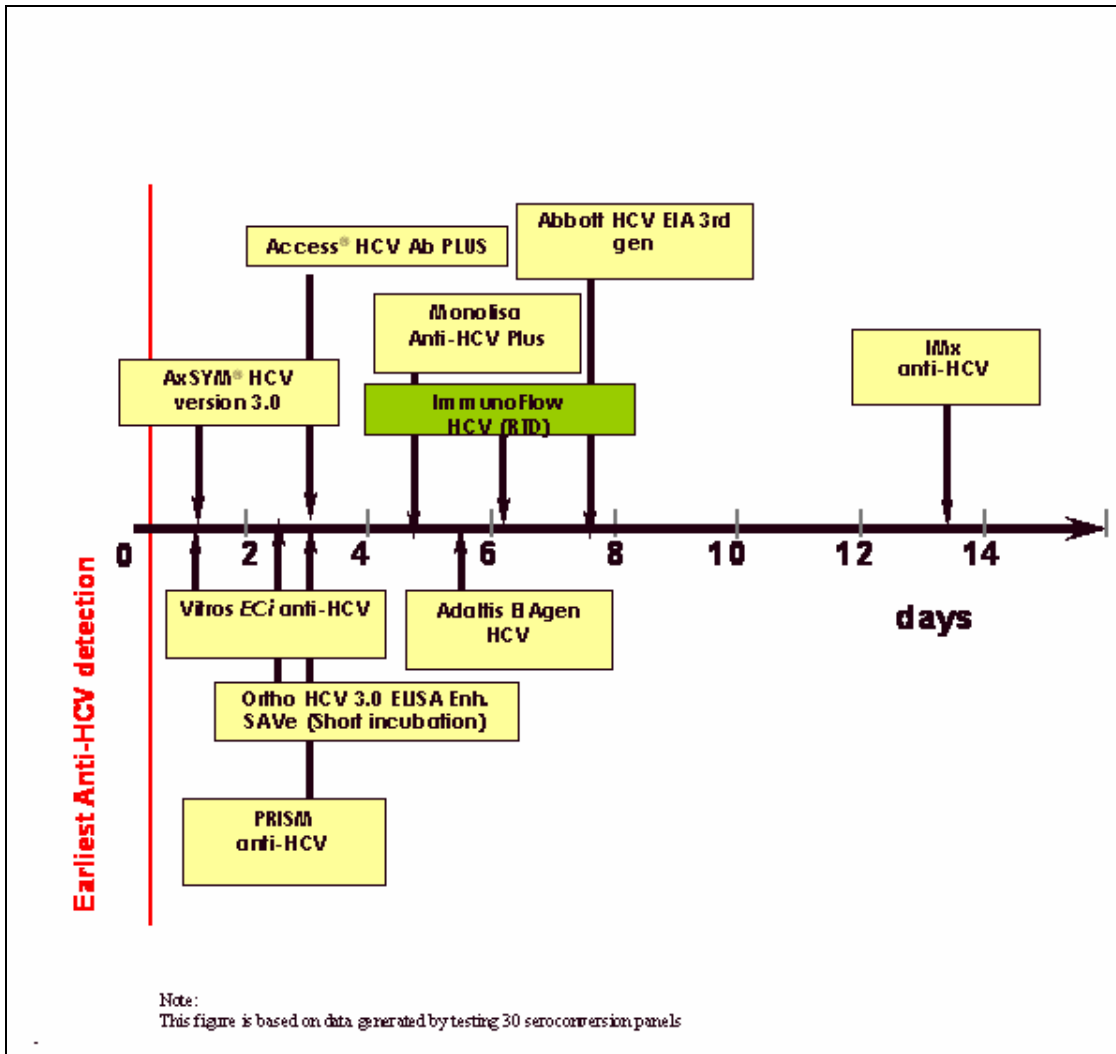 Abbott HCV EIA 3rd
gen
Access® HCV Ab PLUS
Monolisa
Anti-HCV Plus
IMx
anti-HCV
AxSYM® HCV
version 3.0
ImmunoFlow
HCV (RTD)
0 2 4 6 8 10 12 14
days
Earliest Anti-HCV detection
Vitros ECi anti-HCV
Adaltis EIAgen
HCV
Ortho HCV 3.0 ELISA Enh.
SAVe (Short incubation)
PRISM
anti-HCV
Note:
This figure is based on data generated by testing 30 seroconversion panels